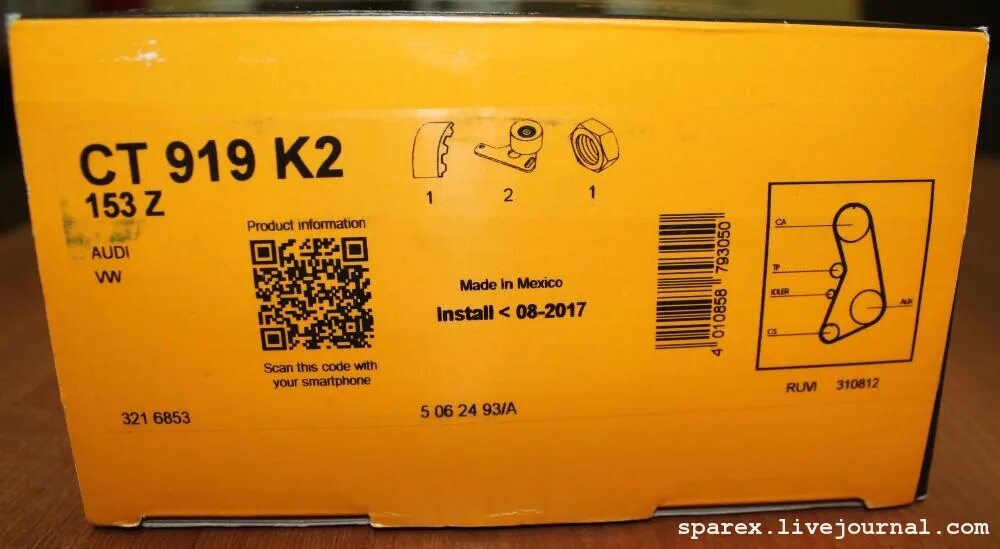 CT 919 K2
153 Z
AUDI
VW
1
2
1
Product information
Scan this code with
your smartphone
Made In Mexico
Install < 08-2017
4 010858 793050
CA
TP
IDLER
AUX
CS
RUVI 310812
321 6853
5 06 24 93/A
sparex.livejournal.com